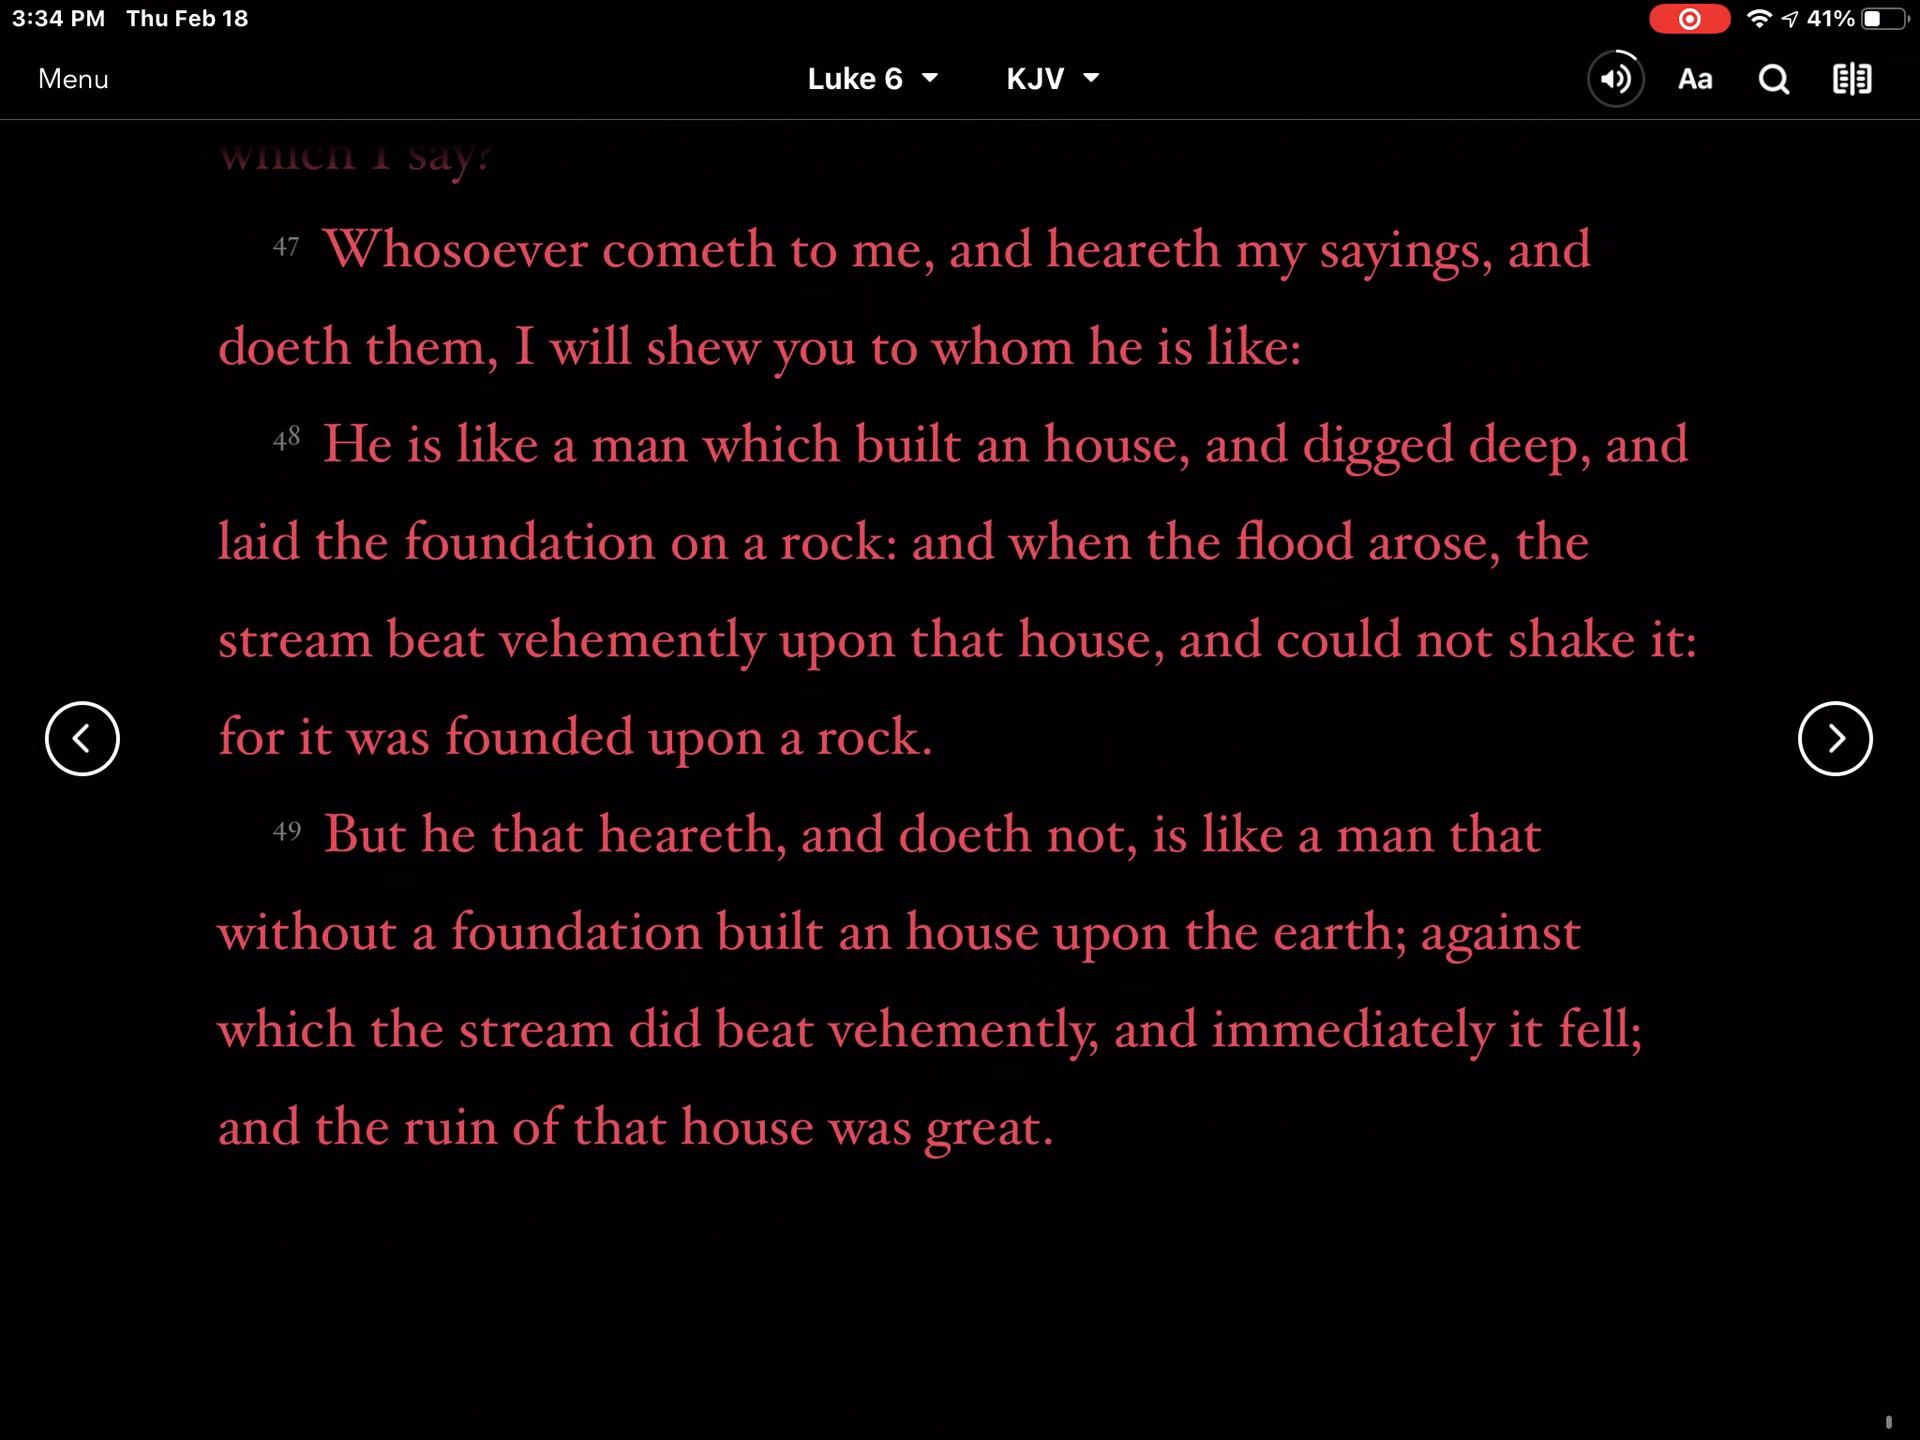 3:34 PM Thu Feb 18 41%
Menu Luke 6 KJV Aa
which I say?
47 Whosoever cometh to me, and heareth my sayings, and
doeth them, I will shew you to whom he is like:
48 He is like a man which built an house, and digged deep, and
laid the foundation on a rock: and when the flood arose, the
stream beat vehemently upon that house, and could not shake it:
for it was founded upon a rock.
49 But he that heareth, and doeth not, is like a man that
without a foundation built an house upon the earth; against
which the stream did beat vehemently, and immediately it fell;
and the ruin of that house was great.